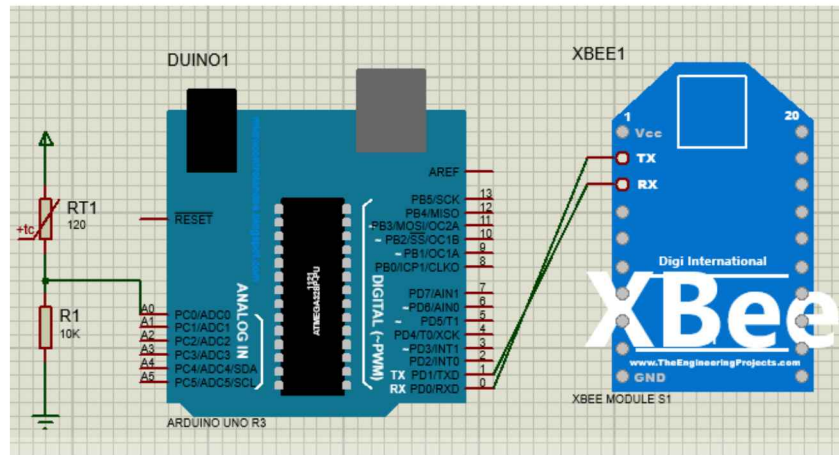 DUINO1
XBEE1
1
20
Vcc
TX
RX
AREF
13
PB5/SCK
12
PB4/MISO
11
~PB3/MOSI/OC2A
10
~PB2/SS/OC1B
9
~PB1/OC1A
8
PB0/ICP1/CLKO
RESET
RT1
120
+tc
7
PD7/AIN1
6
~PD6/AIN0
5
~PD5/T1
4
PD4/T0/XCK
3
~PD3/INT1
2
PD2/INT0
1
TX PD1/TXD
0
RX PD0/RXD
DIGITAL (~PWM)
R1
10K
A0
PC0/ADC0
A1
PC1/ADC1
A2
PC2/ADC2
A3
PC3/ADC3
A4
PC4/ADC4/SDA
A5
PC5/ADC5/SCL
ANALOG IN
1121
Digi International
XBee
www.TheEngineeringProjects.com
GND
ARDUINO UNO R3
XBEE MODULE S1